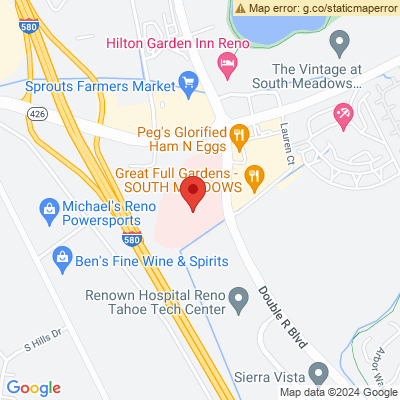 Map error: g.co/staticmaperror
580
Hilton Garden Inn Reno
The Vintage at
South Meadows...
Sprouts Farmers Market
426
Peg's Glorified
Ham N Eggs
Lauren Ct
Great Full Gardens -
SOUTH MEADOWS
Michael's Reno
Powersports
580
Ben's Fine Wine & Spirits
Renown Hospital Reno
Tahoe Tech Center
Double R Blvd
S Hills Dr
Arbor Wa
Sierra Vista
Google
Map data ©2024 Google